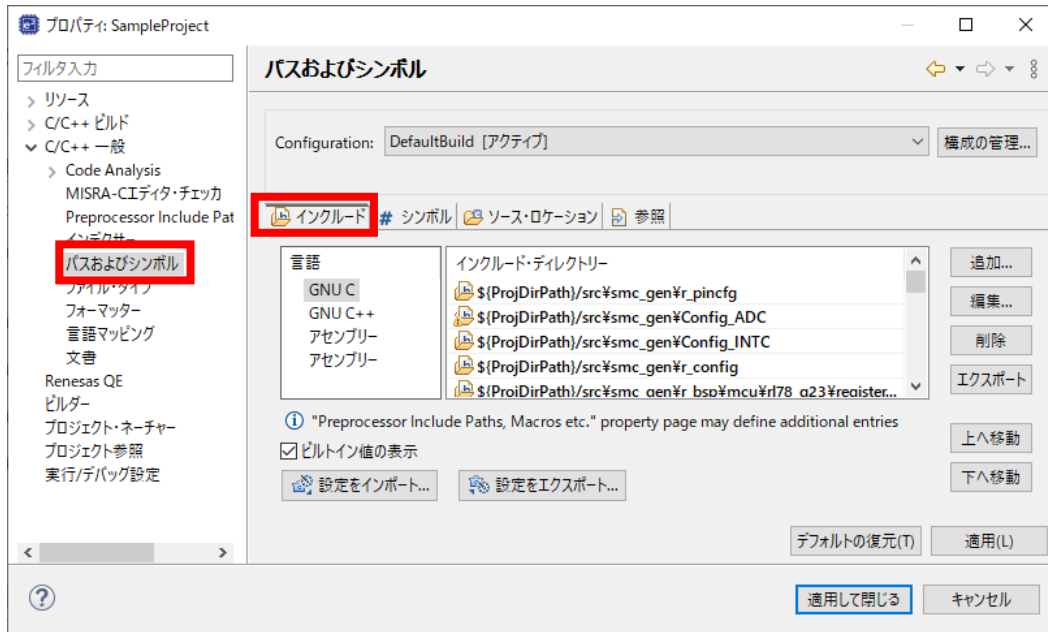 プロパティ: SampleProject
フィルタ入力
リソース
C/C++ ビルド
C/C++ 一般
Code Analysis
MISRA-Cエディタ・チェッカ
Preprocessor Include Pat
インデクサー
パスおよびシンボル
ファイル・タイプ
フォーマッター
言語マッピング
文書
Renesas QE
ビルダー
プロジェクト・ネーチャー
プロジェクト参照
実行/デバッグ設定
パスおよびシンボル
Configuration: DefaultBuild [アクティブ] 構成の管理...
インクルード # シンボル ソース・ロケーション 参照
言語
GNU C
GNU C++
アセンブリー
アセンブリー
インクルード・ディレクトリー
${ProjDirPath}/src¥smc_gen¥r_pincfg
${ProjDirPath}/src¥smc_gen¥Config_ADC
${ProjDirPath}/src¥smc_gen¥Config_INTC
${ProjDirPath}/src¥smc_gen¥r_config
${ProjDirPath}/src¥smc_gen¥r_bsp¥mcu¥rl78_g23¥register...
追加...
編集...
削除
エクスポート
上へ移動
下へ移動
"Preprocessor Include Paths, Macros etc." property page may define additional entries
ビルトイン値の表示
設定をインポート... 設定をエクスポート...
デフォルトの復元(T) 適用(L)
適用して閉じる キャンセル